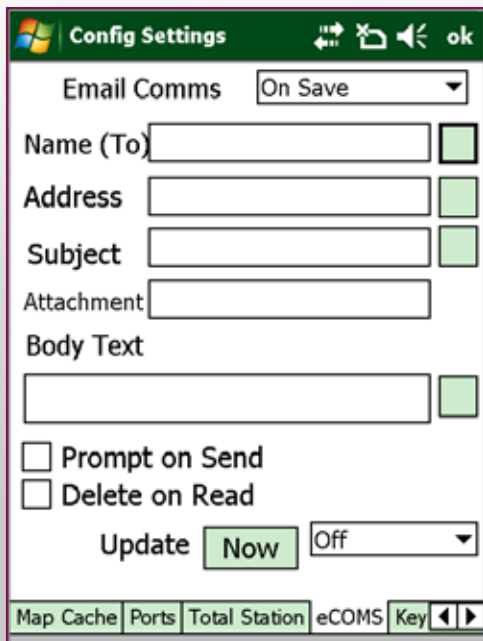 Config Settings ok
Email Comms On Save
Name (To)
Address
Subject
Attachment
Body Text
Prompt on Send
Delete on Read
Update Now Off
Map Cache Ports Total Station eCOMS Key